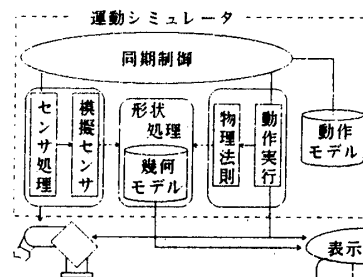 運動シミュレータ
同期制御
センサ処理
模擬センサ
形状
処理
幾何
モデル
物理法則
動作実行
動作
モデル
表示